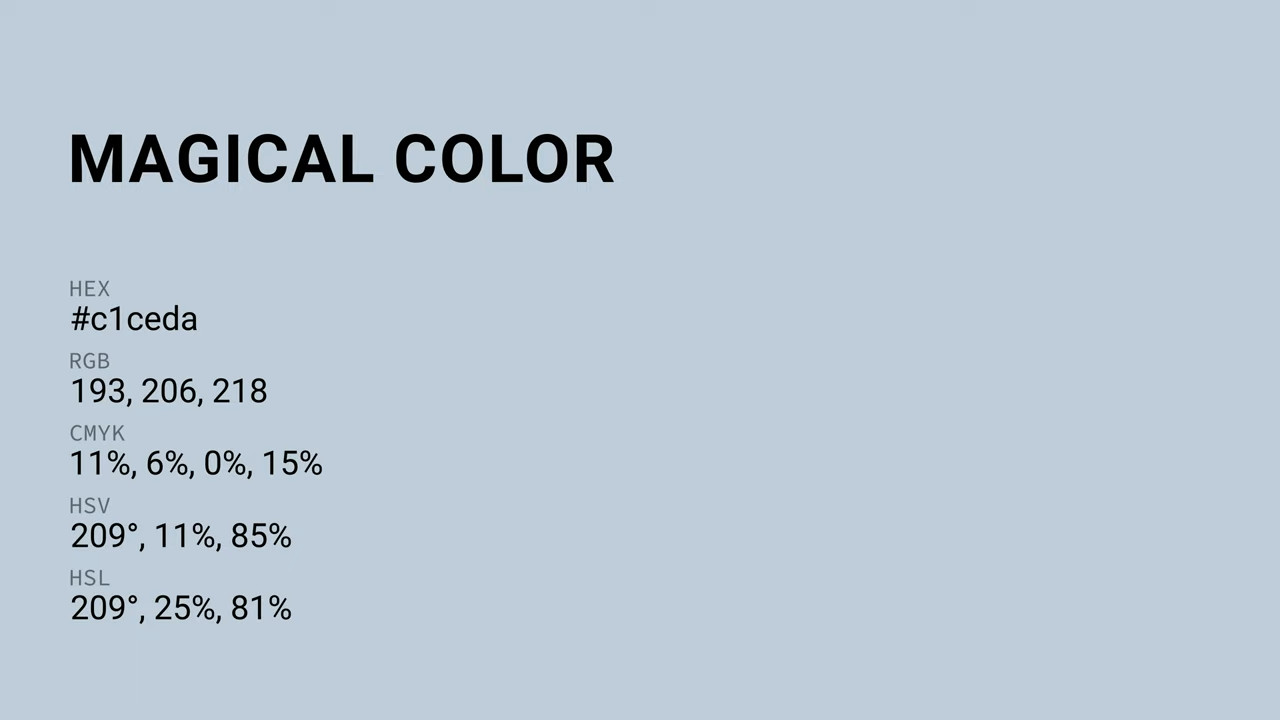 MAGICAL COLOR
HEX
#c1ceda
RGB
193, 206, 218
CMYK
11%, 6%, 0%, 15%
HSV
209°, 11%, 85%
HSL
209°, 25%, 81%